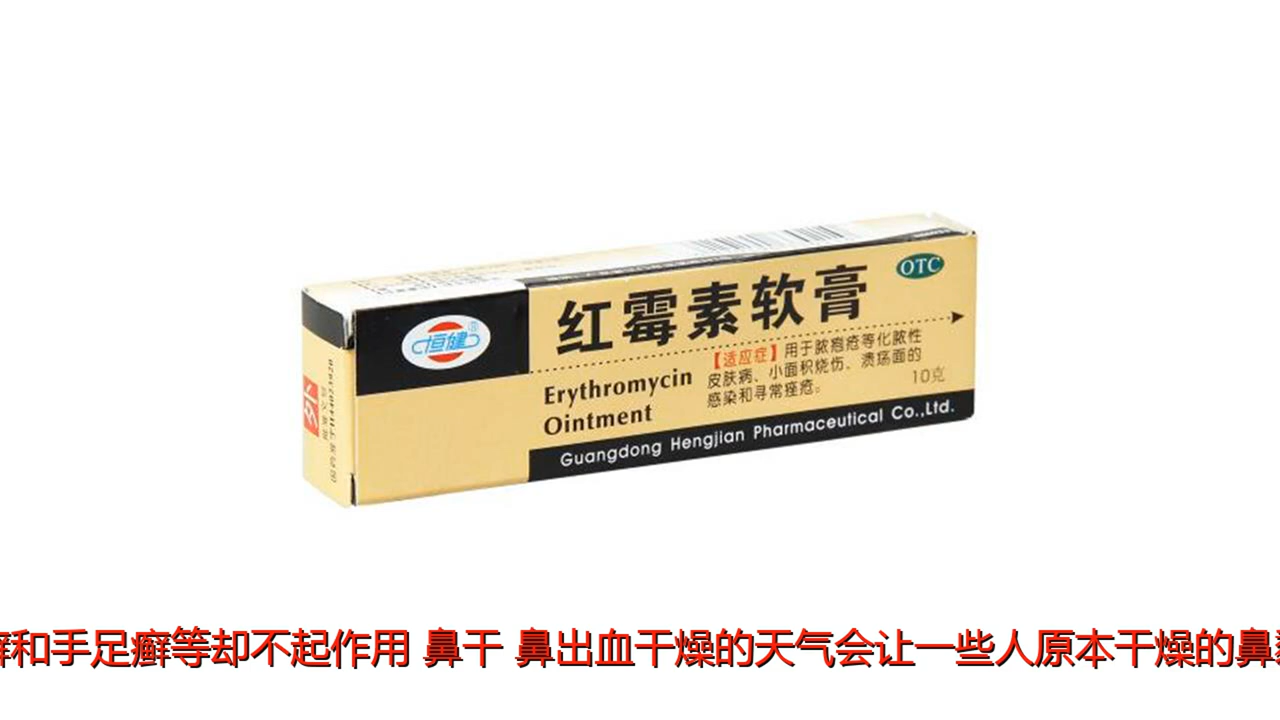 恒健®
红霉素软膏
OTC
Erythromycin
Ointment
【适应症】用于脓疱疮等化脓性
皮肤病、小面积烧伤、溃疡面的
感染和寻常痤疮。
10克
Guangdong Hengjian Pharmaceutical Co.,Ltd.
外
癣和手足癣等却不起作用 鼻干 鼻出血干燥的天气会让一些人原本干燥的鼻